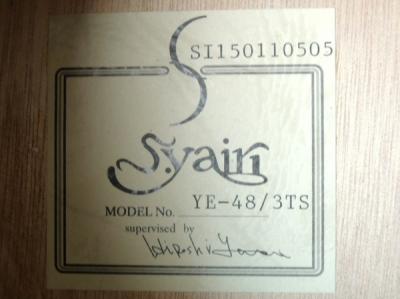 SI150110505
S.yairi
MODEL No. YE-48/3TS
supervised by